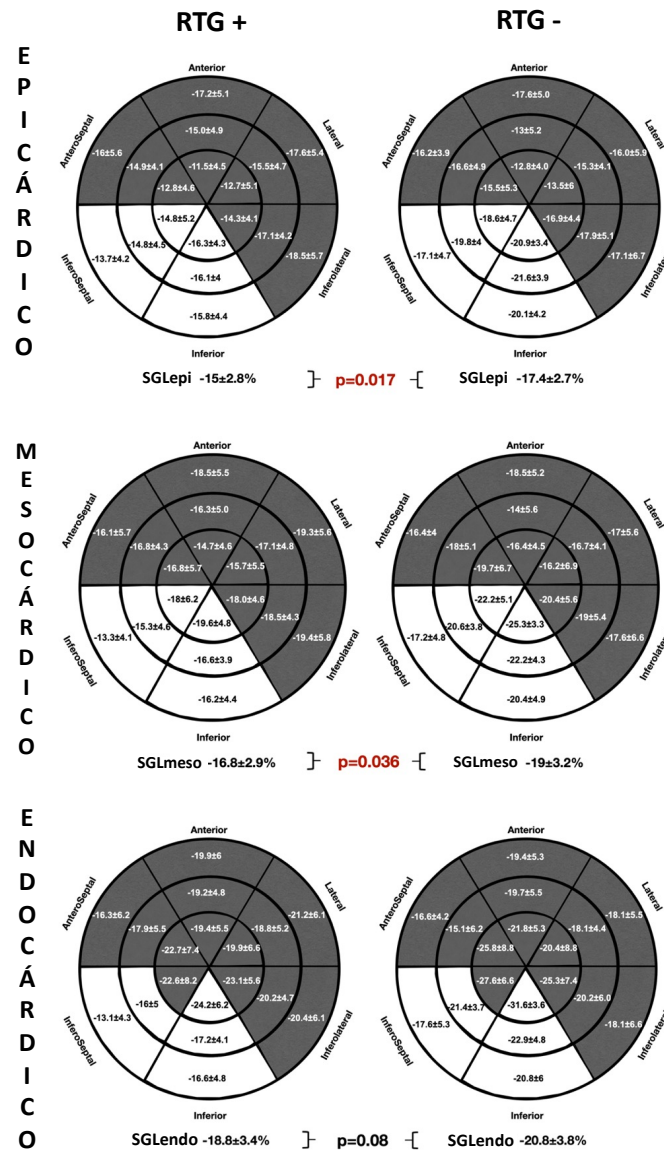 RTG + RTG -
EPICÁRDICO
Anterior
AnteroSeptal
Lateral
-17.2±5.1
-16±5.6
-17.6±5.4
-15.0±4.9
-14.9±4.1
-15.5±4.7
-11.5±4.5
-12.8±4.6
-12.7±5.1
-14.8±5.2
-14.3±4.1
-16.3±4.3
-14.8±4.5
-17.1±4.2
-13.7±4.2
-18.5±5.7
-16.1±4
-15.8±4.4
InferoSeptal
Inferolateral
Inferior
Anterior
AnteroSeptal
Lateral
-17.6±5.0
-16.2±3.9
-16.0±5.9
-13±5.2
-16.6±4.9
-15.3±4.1
-12.8±4.0
-15.5±5.3
-13.5±6
-18.6±4.7
-16.9±4.4
-20.9±3.4
-19.8±4
-17.9±5.1
-17.1±4.7
-17.1±6.7
-21.6±3.9
-20.1±4.2
InferoSeptal
Inferolateral
Inferior
SGLepi -15±2.8% p=0.017 SGLepi -17.4±2.7%
MESOCÁRDICO
Anterior
AnteroSeptal
Lateral
-18.5±5.5
-16.1±5.7
-19.3±5.6
-16.3±5.0
-16.8±4.3
-17.1±4.8
-14.7±4.6
-16.8±5.7
-15.7±5.5
-18±6.2
-18.0±4.6
-19.6±4.8
-15.3±4.6
-18.5±4.3
-13.3±4.1
-19.4±5.8
-16.6±3.9
-16.2±4.4
InferoSeptal
Inferolateral
Inferior
Anterior
AnteroSeptal
Lateral
-18.5±5.2
-16.4±4
-17±5.6
-14±5.6
-18±5.1
-16.7±4.1
-16.4±4.5
-19.7±6.7
-16.2±6.9
-22.2±5.1
-20.4±5.6
-25.3±3.3
-20.6±3.8
-19±5.4
-17.2±4.8
-17.6±6.6
-22.2±4.3
-20.4±4.9
InferoSeptal
Inferolateral
Inferior
SGLmeso -16.8±2.9% p=0.036 SGLmeso -19±3.2%
ENDOCÁRDICO
Anterior
AnteroSeptal
Lateral
-19.9±6
-16.3±6.2
-21.2±6.1
-19.2±4.8
-17.9±5.5
-18.8±5.2
-19.4±5.5
-22.7±7.4
-19.9±6.6
-22.6±8.2
-23.1±5.6
-24.2±6.2
-16±5
-20.2±4.7
-13.1±4.3
-20.4±6.1
-17.2±4.1
-16.6±4.8
InferoSeptal
Inferolateral
Inferior
Anterior
AnteroSeptal
Lateral
-19.4±5.3
-16.6±4.2
-18.1±5.5
-19.7±5.5
-15.1±6.2
-18.1±4.4
-21.8±5.3
-25.8±8.8
-20.4±8.8
-27.6±6.6
-25.3±7.4
-31.6±3.6
-21.4±3.7
-20.2±6.0
-17.6±5.3
-18.1±6.6
-22.9±4.8
-20.8±6
InferoSeptal
Inferolateral
Inferior
SGLendo -18.8±3.4% p=0.08 SGLendo -20.8±3.8%